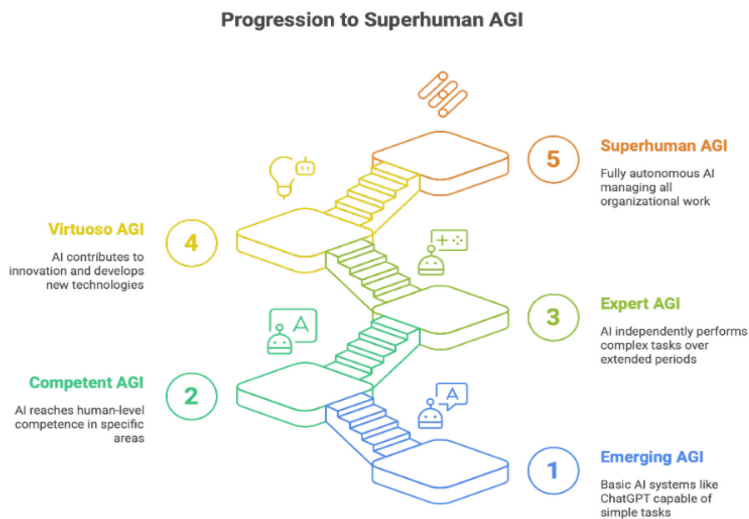 Progression to Superhuman AGI
5
Superhuman AGI
Fully autonomous AI
managing all
organizational work
Virtuoso AGI
4
AI contributes to
innovation and develops
new technologies
3
Expert AGI
AI independently performs
complex tasks over
extended periods
A
Competent AGI
2
AI reaches human-level
competence in specific
areas
A
1
Emerging AGI
Basic AI systems like
ChatGPT capable of
simple tasks